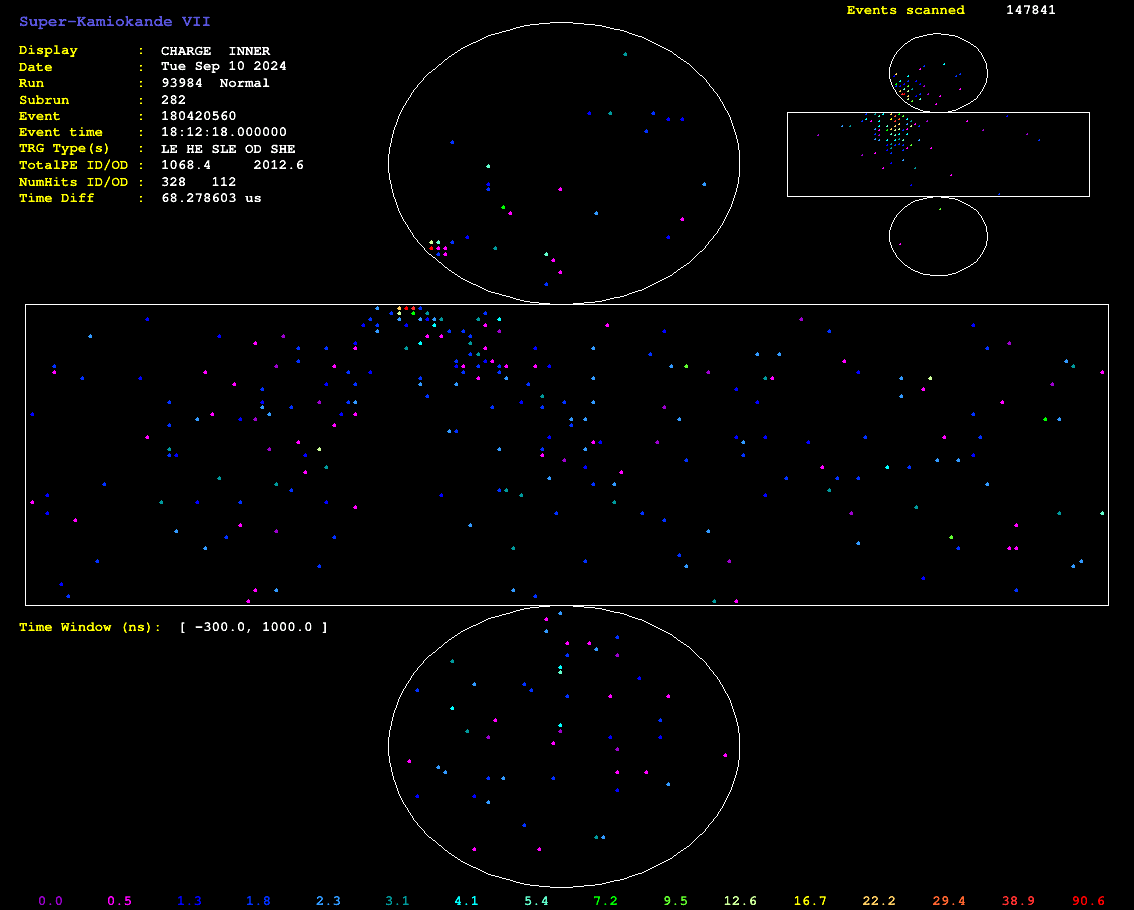 Super-Kamiokande VII
Events scanned 147841
Display : CHARGE INNER
Date : Tue Sep 10 2024
Run : 93984 Normal
Subrun : 282
Event : 180420560
Event time : 18:12:18.000000
TRG Type(s) : LE HE SLE OD SHE
TotalPE ID/OD : 1068.4 2012.6
NumHits ID/OD : 328 112
Time Diff : 68.278603 us
Time Window (ns): [ -300.0, 1000.0 ]
0.0 0.5 1.3 1.8 2.3 3.1 4.1 5.4 7.2 9.5 12.6 16.7 22.2 29.4 38.9 90.6